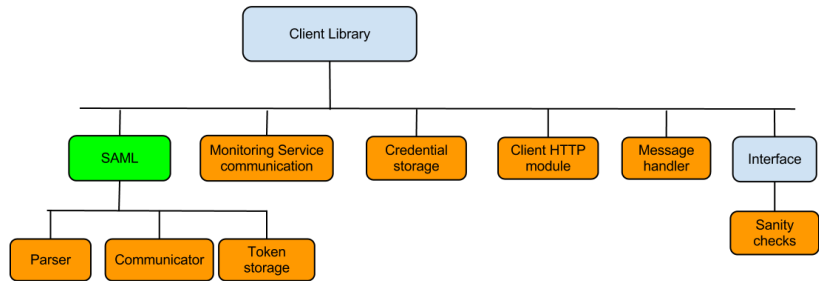 Client Library
SAML
Monitoring Service
communication
Credential
storage
Client HTTP
module
Message
handler
Interface
Parser
Communicator
Token
storage
Sanity
checks